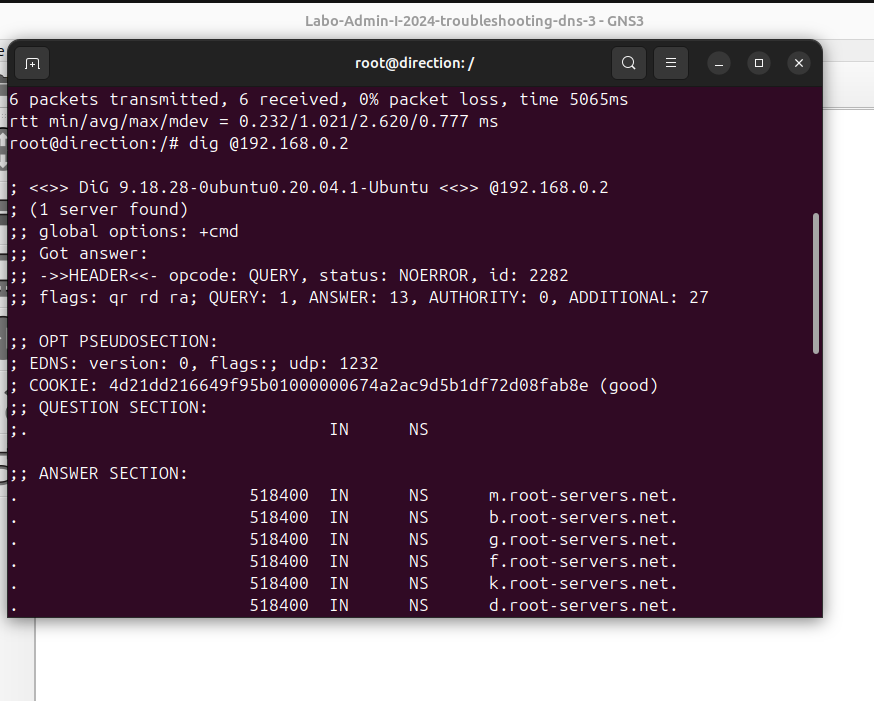 Labo-Admin-I-2024-troubleshooting-dns-3 - GNS3
root@direction: /
6 packets transmitted, 6 received, 0% packet loss, time 5065ms
rtt min/avg/max/mdev = 0.232/1.021/2.620/0.777 ms
root@direction:/# dig @192.168.0.2
; <<>> DiG 9.18.28-0ubuntu0.20.04.1-Ubuntu <<>> @192.168.0.2
; (1 server found)
;; global options: +cmd
;; Got answer:
;; ->>HEADER<<- opcode: QUERY, status: NOERROR, id: 2282
;; flags: qr rd ra; QUERY: 1, ANSWER: 13, AUTHORITY: 0, ADDITIONAL: 27
;; OPT PSEUDOSECTION:
; EDNS: version: 0, flags:; udp: 1232
; COOKIE: 4d21dd216649f95b01000000674a2ac9d5b1df72d08fab8e (good)
;; QUESTION SECTION:
;. IN NS
;; ANSWER SECTION:
. 518400 IN NS m.root-servers.net.
. 518400 IN NS b.root-servers.net.
. 518400 IN NS g.root-servers.net.
. 518400 IN NS f.root-servers.net.
. 518400 IN NS k.root-servers.net.
. 518400 IN NS d.root-servers.net.